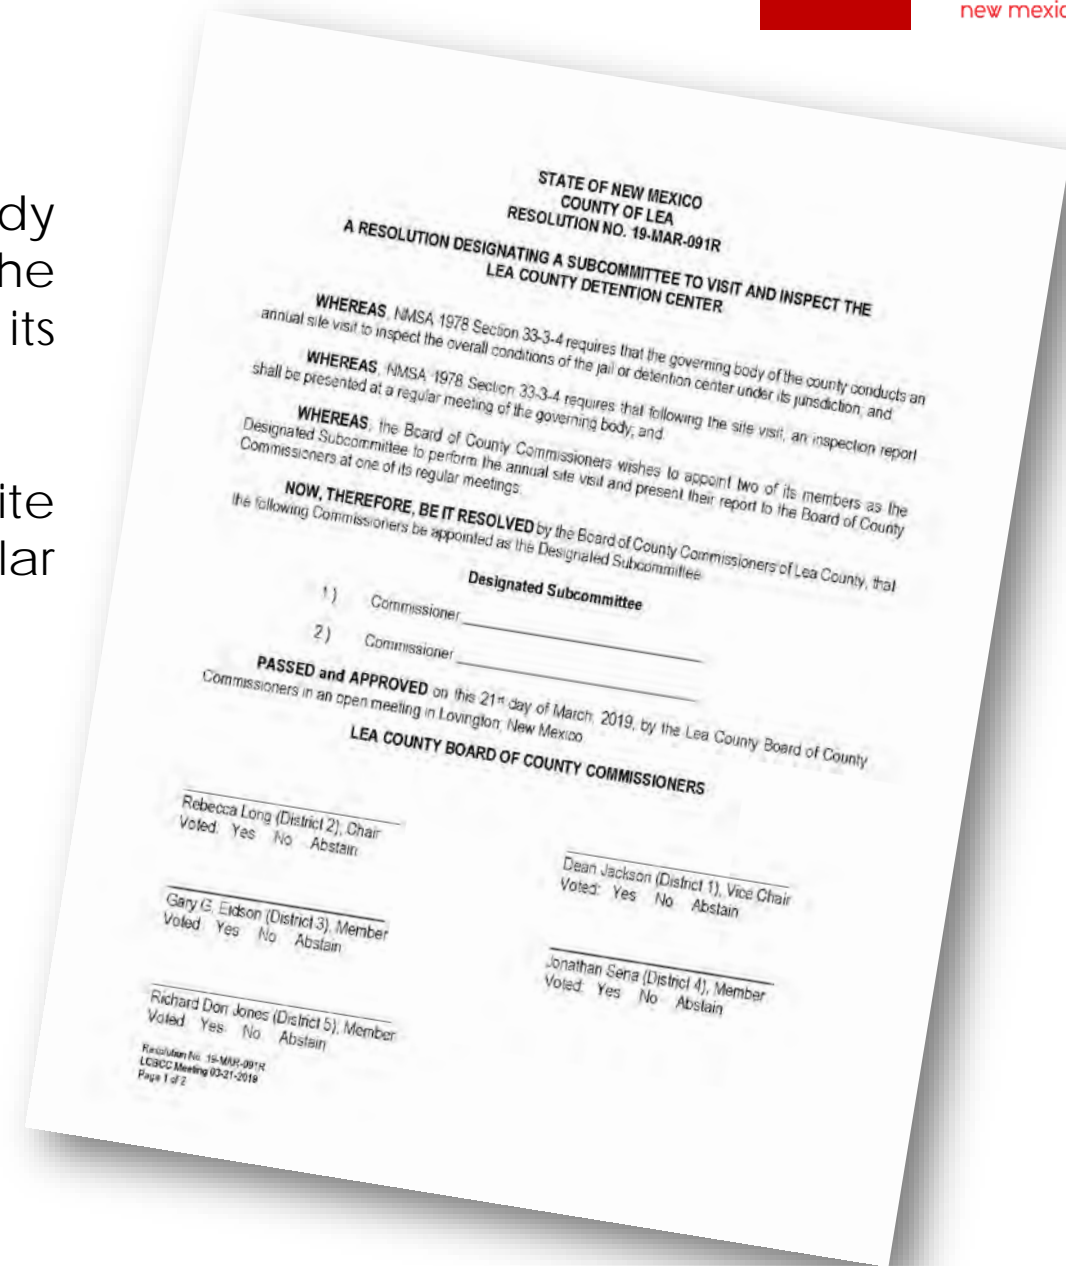 new mexic
dy
he
its
ite
lar
STATE OF NEW MEXICO
COUNTY OF LEA
RESOLUTION NO. 19-MAR-091R
A RESOLUTION DESIGNATING A SUBCOMMITTEE TO VISIT AND INSPECT THE
LEA COUNTY DETENTION CENTER
WHEREAS, NMSA 1978 Section 33-3-4 requires that the governing body of the county conducts an
annual site visit to inspect the overall conditions of the jail or detention center under its jurisdiction; and
WHEREAS, NMSA 1978 Section 33-3-4 requires that following the site visit, an inspection report
shall be presented at a regular meeting of the governing body; and
WHEREAS, the Board of County Commissioners wishes to appoint two of its members as the
Designated Subcommittee to perform the annual site visit and present their report to the Board of County
Commissioners at one of its regular meetings.
NOW, THEREFORE, BE IT RESOLVED by the Board of County Commissioners of Lea County, that
the following Commissioners be appointed as the Designated Subcommittee
Designated Subcommittee
1) Commissioner
2) Commissioner
PASSED and APPROVED on this 21st day of March, 2019, by the Lea County Board of County
Commissioners in an open meeting in Lovington, New Mexico
LEA COUNTY BOARD OF COUNTY COMMISSIONERS
Rebecca Long (District 2), Chair
Voted: Yes No Abstain
Dean Jackson (District 1), Vice Chair
Voted: Yes No Abstain
Gary G. Eidson (District 3), Member
Voted: Yes No Abstain
Jonathan Sena (District 4), Member
Voted: Yes No Abstain
Richard Don Jones (District 5), Member
Voted: Yes No Abstain
Resolution No. 19-MAR-091R
LCBCC Meeting 03-21-2019
Page 1 of 2